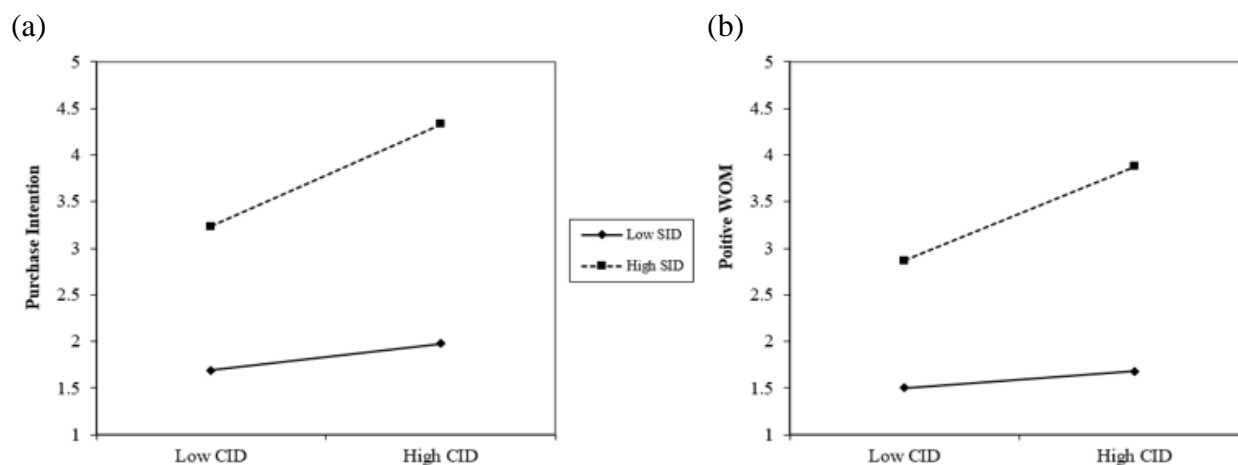 (a)
5
4.5
4
3.5
3
2.5
2
1.5
1
Purchase Intention
Low CID High CID
Low SID
High SID
(b)
5
4.5
4
3.5
3
2.5
2
1.5
1
Poitive WOM
Low CID High CID